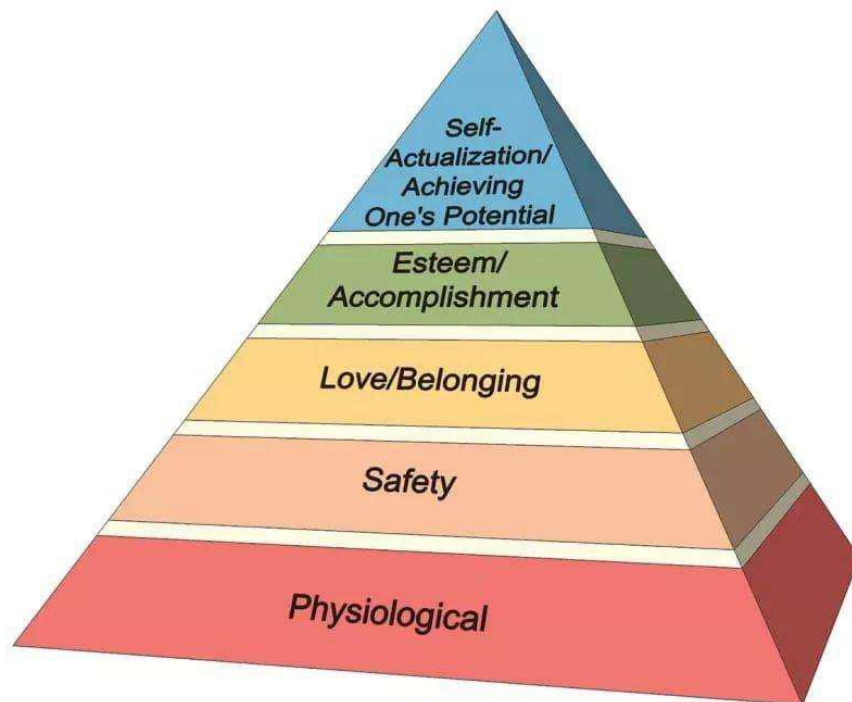 Self-
Actualization/
Achieving
One's Potential
Esteem/
Accomplishment
Love/Belonging
Safety
Physiological